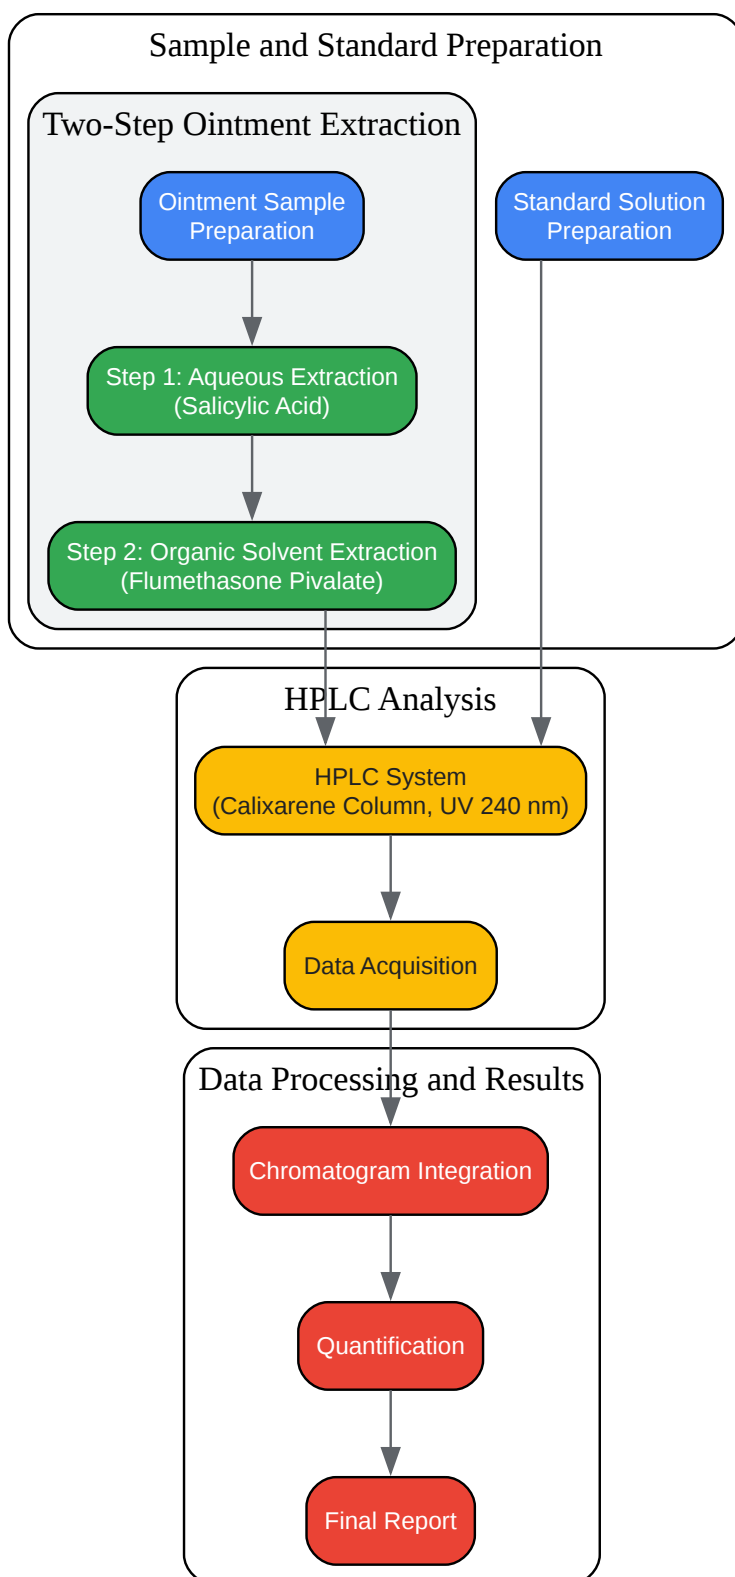 Sample and Standard Preparation
Two-Step Ointment Extraction
Ointment Sample
Preparation
Standard Solution
Preparation
Step 1: Aqueous Extraction
(Salicylic Acid)
Step 2: Organic Solvent Extraction
(Flumethasone Pivalate)
HPLC Analysis
HPLC System
(Calixarene Column, UV 240 nm)
Data Acquisition
Data Processing and Results
Chromatogram Integration
Quantification
Final Report